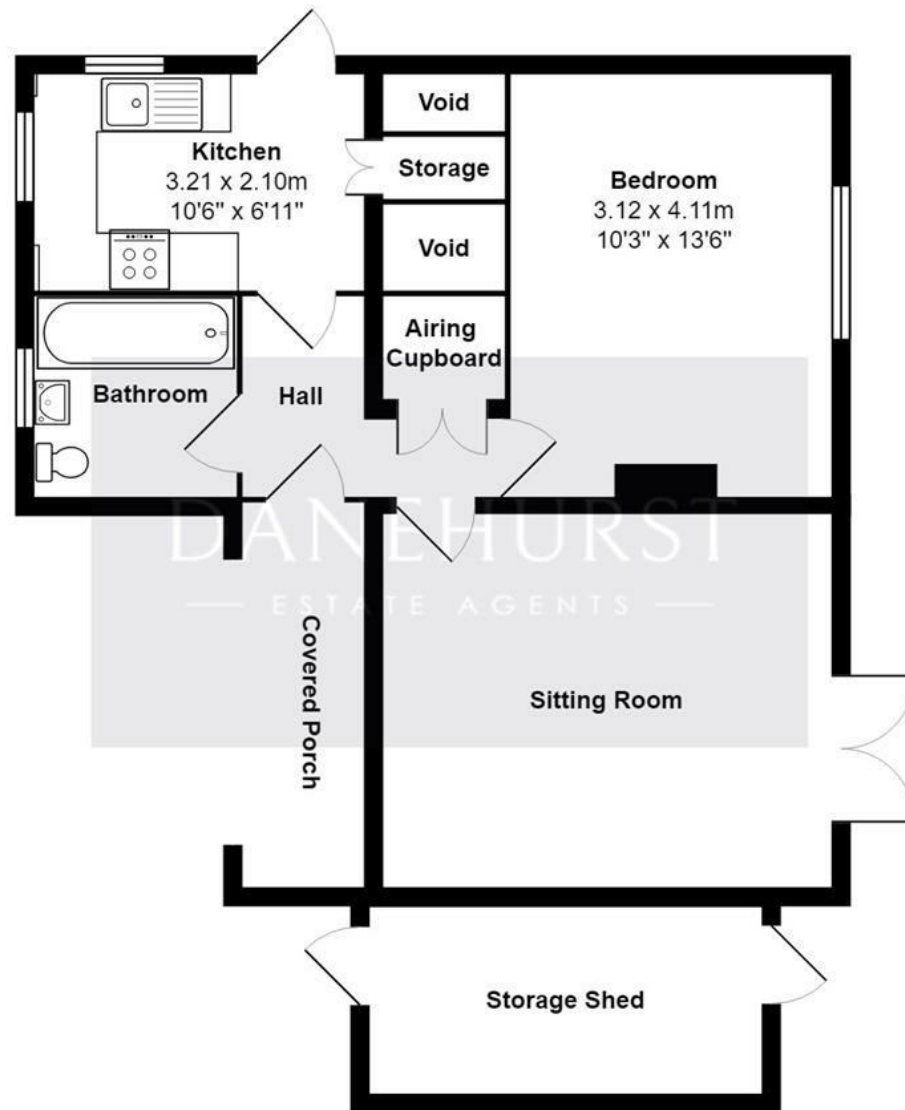 Void
Kitchen
3.21 x 2.10m
10'6" x 6'11"
Storage
Bedroom
3.12 x 4.11m
10'3" x 13'6"
Void
Airing
Cupboard
Bathroom
Hall
DANEHURST
ESTATE AGENTS
Covered Porch
Sitting Room
Storage Shed